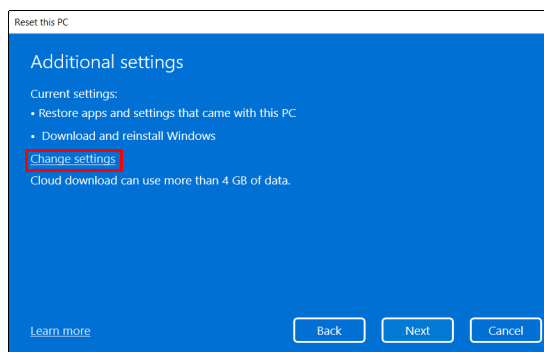 Reset this PC
Additional settings
Current settings:
• Restore apps and settings that came with this PC
• Download and reinstall Windows
Change settings
Cloud download can use more than 4 GB of data.
Learn more
Back
Next
Cancel